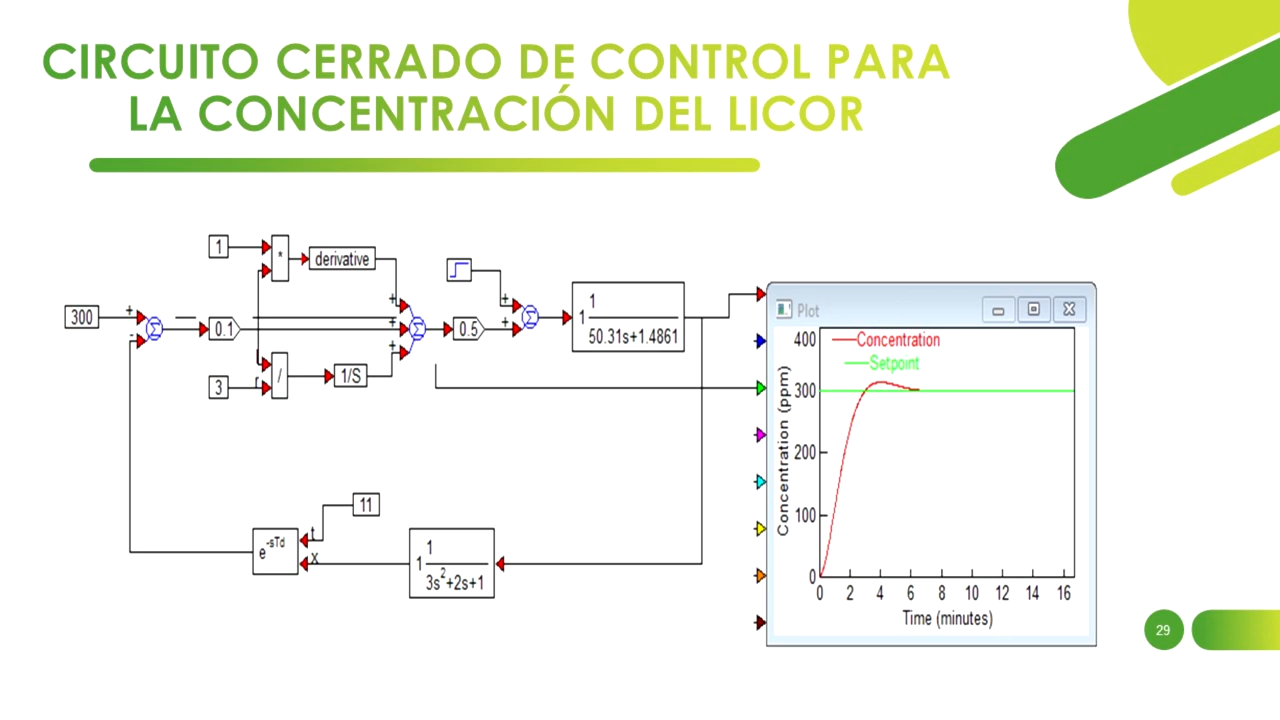 CIRCUITO CERRADO DE CONTROL PARA
LA CONCENTRACIÓN DEL LICOR
1
*
derivative
300
+
-
0.1
+
+
+
0.5
+
+
1
1
50.31s+1.4861
3
/
1/S
11
e^-sTd
t
x
1
1
3s²+2s+1
Plot
Concentration
Setpoint
Concentration (ppm)
400
300
200
100
0
0 2 4 6 8 10 12 14 16
Time (minutes)
29